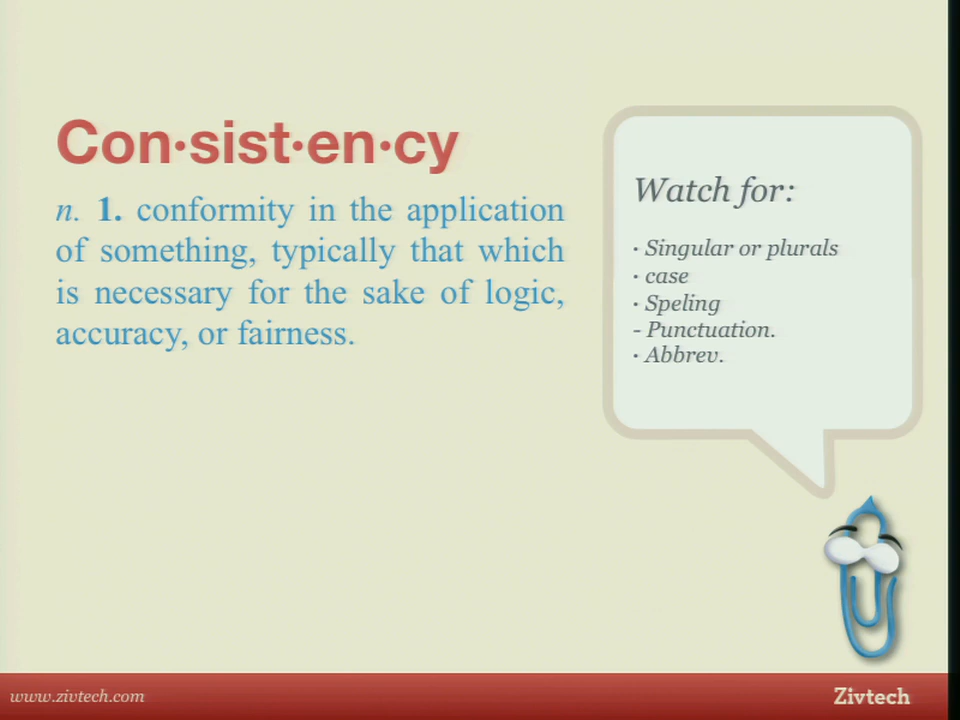 Con·sist·en·cy
n. 1. conformity in the application
of something, typically that which
is necessary for the sake of logic,
accuracy, or fairness.
Watch for:
· Singular or plurals
· case
· Speling
- Punctuation.
· Abbrev.
www.zivtech.com
Zivtech